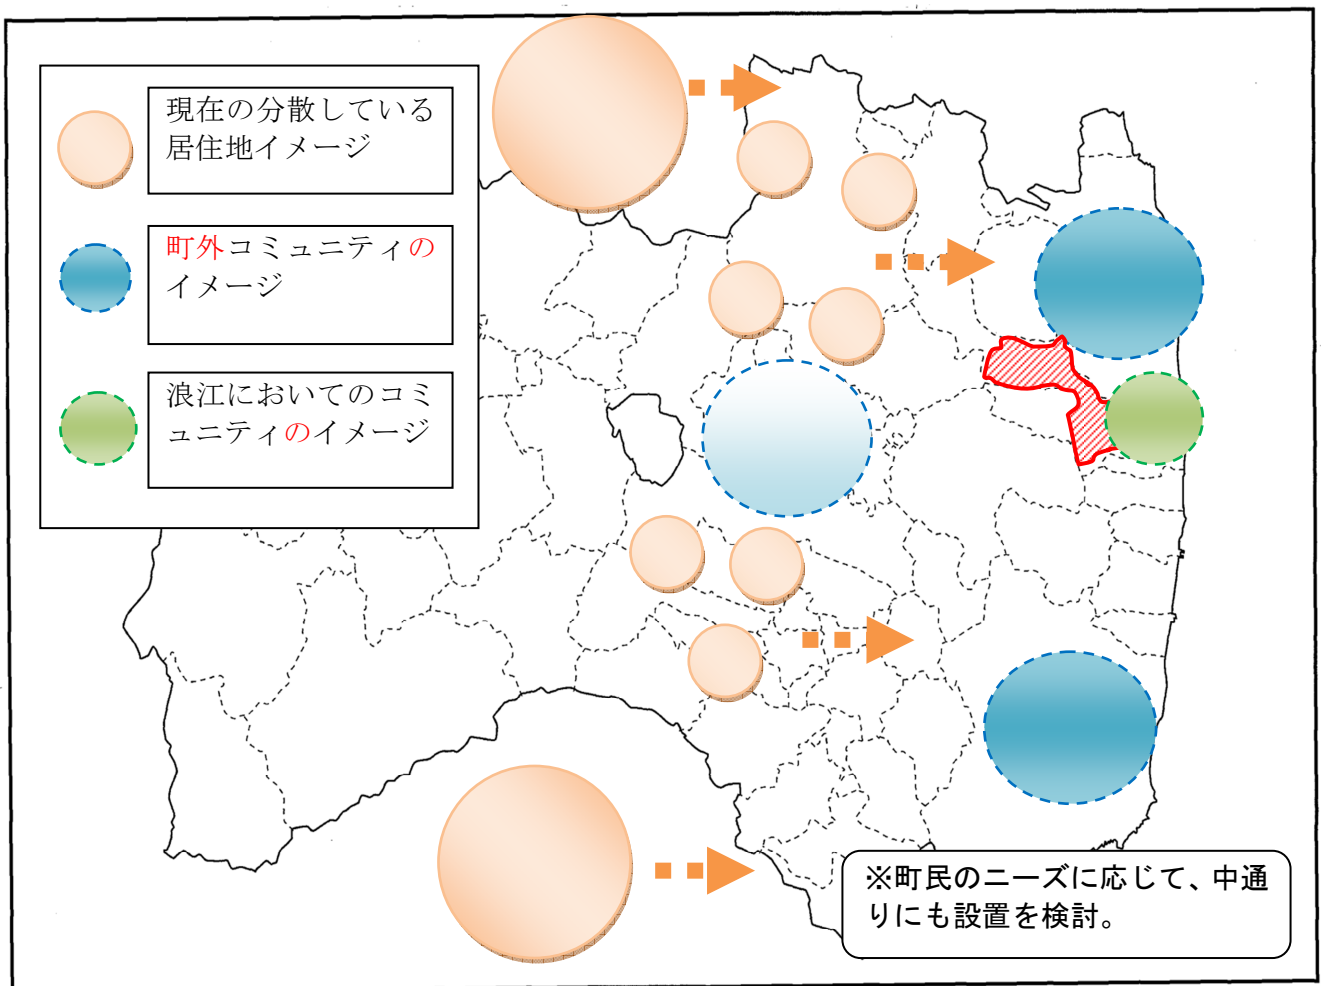 現在の分散している
居住地イメージ
町外コミュニティの
イメージ
浪江においてのコミ
ュニティのイメージ
※町民のニーズに応じて、中通
りにも設置を検討。